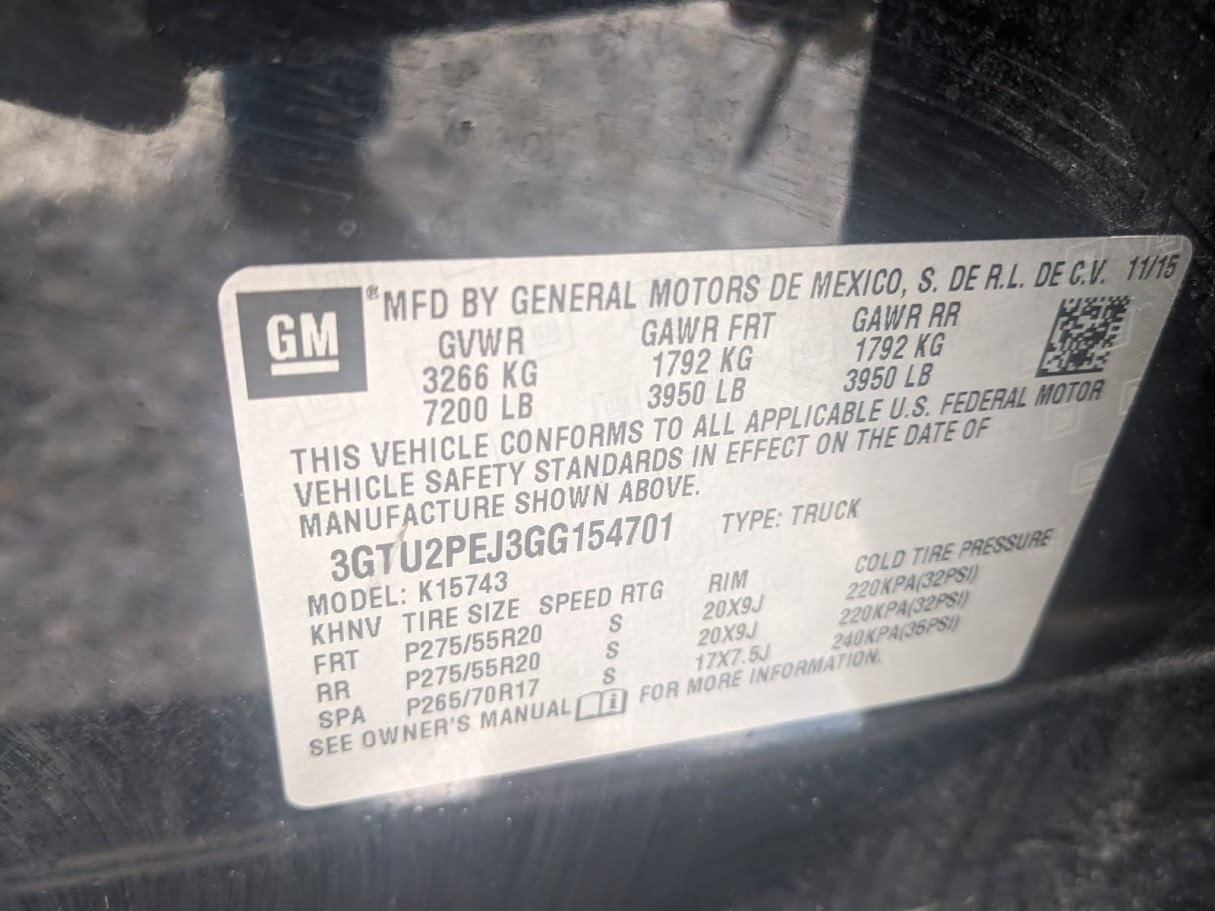 GM
®MFD BY GENERAL MOTORS DE MEXICO, S. DE R.L. DE C.V. 11/15
GVWR GAWR FRT GAWR RR
3266 KG 1792 KG 1792 KG
7200 LB 3950 LB 3950 LB
THIS VEHICLE CONFORMS TO ALL APPLICABLE U.S. FEDERAL MOTOR
VEHICLE SAFETY STANDARDS IN EFFECT ON THE DATE OF
MANUFACTURE SHOWN ABOVE.
3GTU2PEJ3GG154701 TYPE: TRUCK
MODEL: K15743
KHNV TIRE SIZE SPEED RTG RIM COLD TIRE PRESSURE
FRT P275/55R20 S 20X9J 220KPA(32PSI)
RR P275/55R20 S 20X9J 220KPA(32PSI)
SPA P265/70R17 S 17X7.5J 240KPA(35PSI)
SEE OWNER'S MANUAL FOR MORE INFORMATION.